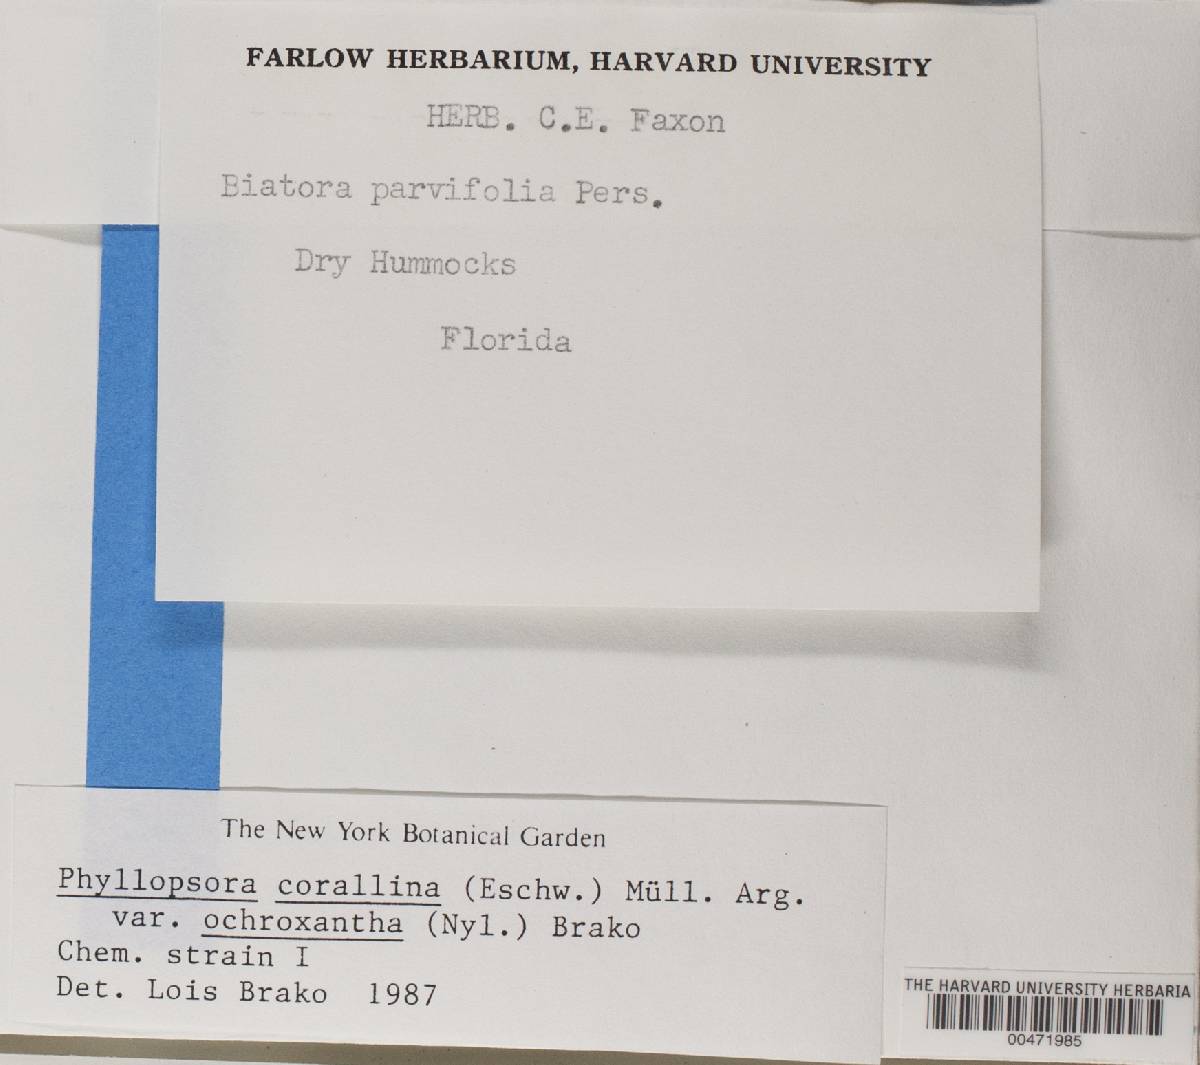 FARLOW HERBARIUM, HARVARD UNIVERSITY
HERB. C.E. Faxon
Biatora parvifolia Pers.
Dry Hummocks
Florida
The New York Botanical Garden
Phyllopsora corallina (Eschw.) Müll. Arg.
var. ochroxantha (Nyl.) Brako
Chem. strain I
Det. Lois Brako 1987
THE HARVARD UNIVERSITY HERBARIA
00471985